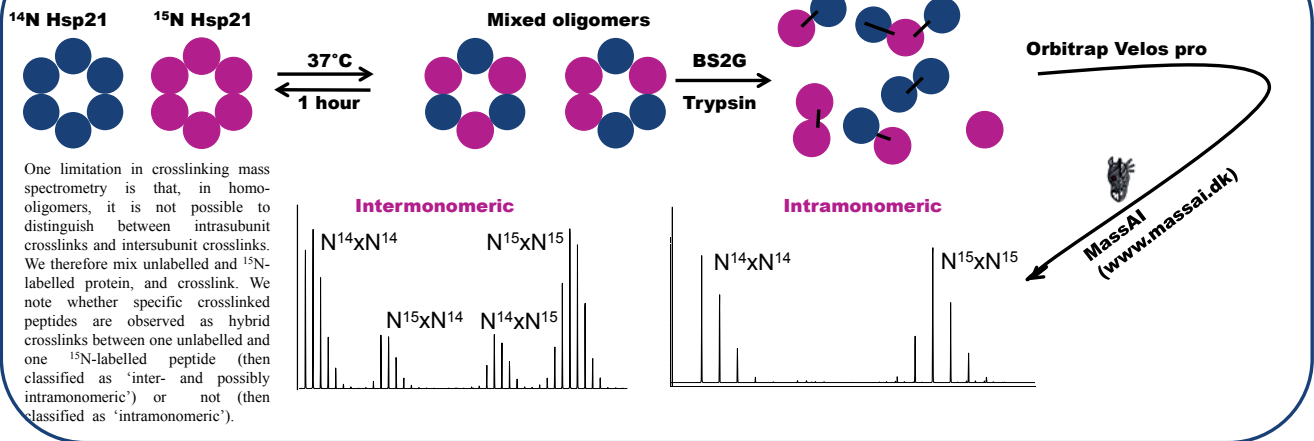 ¹⁴N Hsp21
¹⁵N Hsp21
37°C
1 hour
Mixed oligomers
BS2G
Trypsin
Orbitrap Velos pro
MassAI
(www.massai.dk)
One limitation in crosslinking mass
spectrometry is that, in homo-
oligomers, it is not possible to
distinguish between intrasubunit
crosslinks and intersubunit crosslinks.
We therefore mix unlabelled and ¹⁵N-
labelled protein, and crosslink. We
note whether specific crosslinked
peptides are observed as hybrid
crosslinks between one unlabelled and
one ¹⁵N-labelled peptide (then
classified as ‘inter- and possibly
intramonomeric’) or not (then
classified as ‘intramonomeric’).
Intermonomeric
N¹⁴xN¹⁴
N¹⁵xN¹⁵
N¹⁵xN¹⁴
N¹⁴xN¹⁵
Intramonomeric
N¹⁴xN¹⁴
N¹⁵xN¹⁵